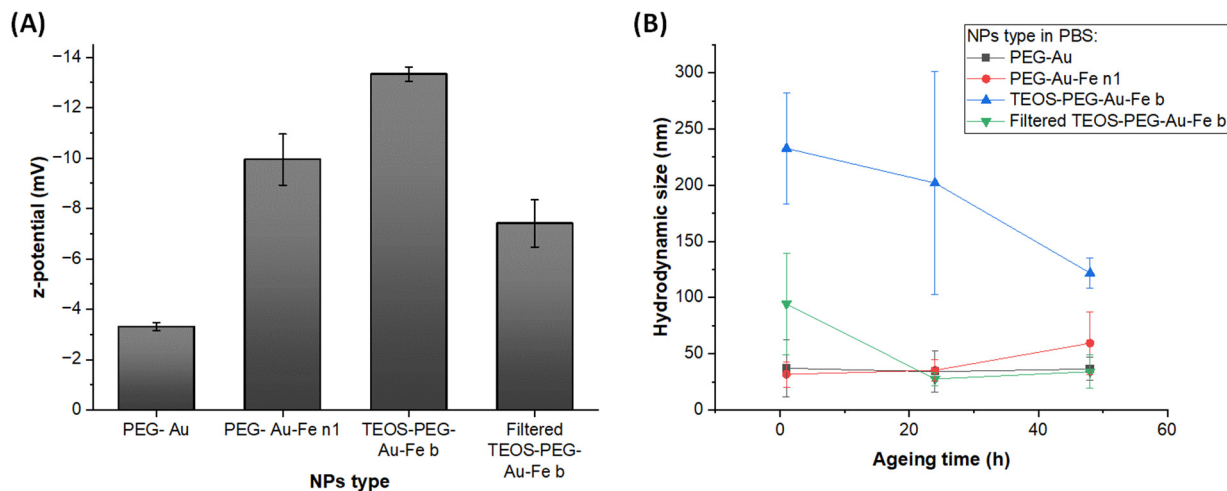 (A)
−14
−12
−10
−8
−6
−4
−2
0
z-potential (mV)
PEG- Au
PEG- Au-Fe n1
TEOS-PEG-
Au-Fe b
Filtered
TEOS-PEG-
Au-Fe b
NPs type
(B)
NPs type in PBS:
PEG-Au
PEG-Au-Fe n1
TEOS-PEG-Au-Fe b
Filtered TEOS-PEG-Au-Fe b
300
250
200
150
100
50
0
Hydrodynamic size (nm)
0
20
40
60
Ageing time (h)